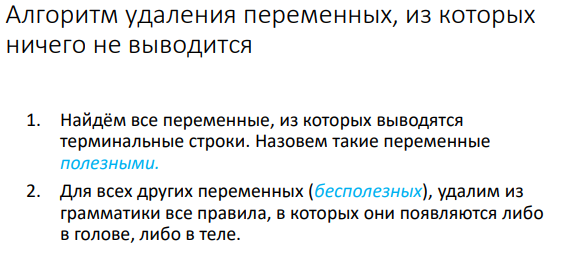 Алгоритм удаления переменных, из которых
ничего не выводится
1. Найдём все переменные, из которых выводятся
терминальные строки. Назовем такие переменные
полезными.
2. Для всех других переменных (бесполезных), удалим из
грамматики все правила, в которых они появляются либо
в голове, либо в теле.